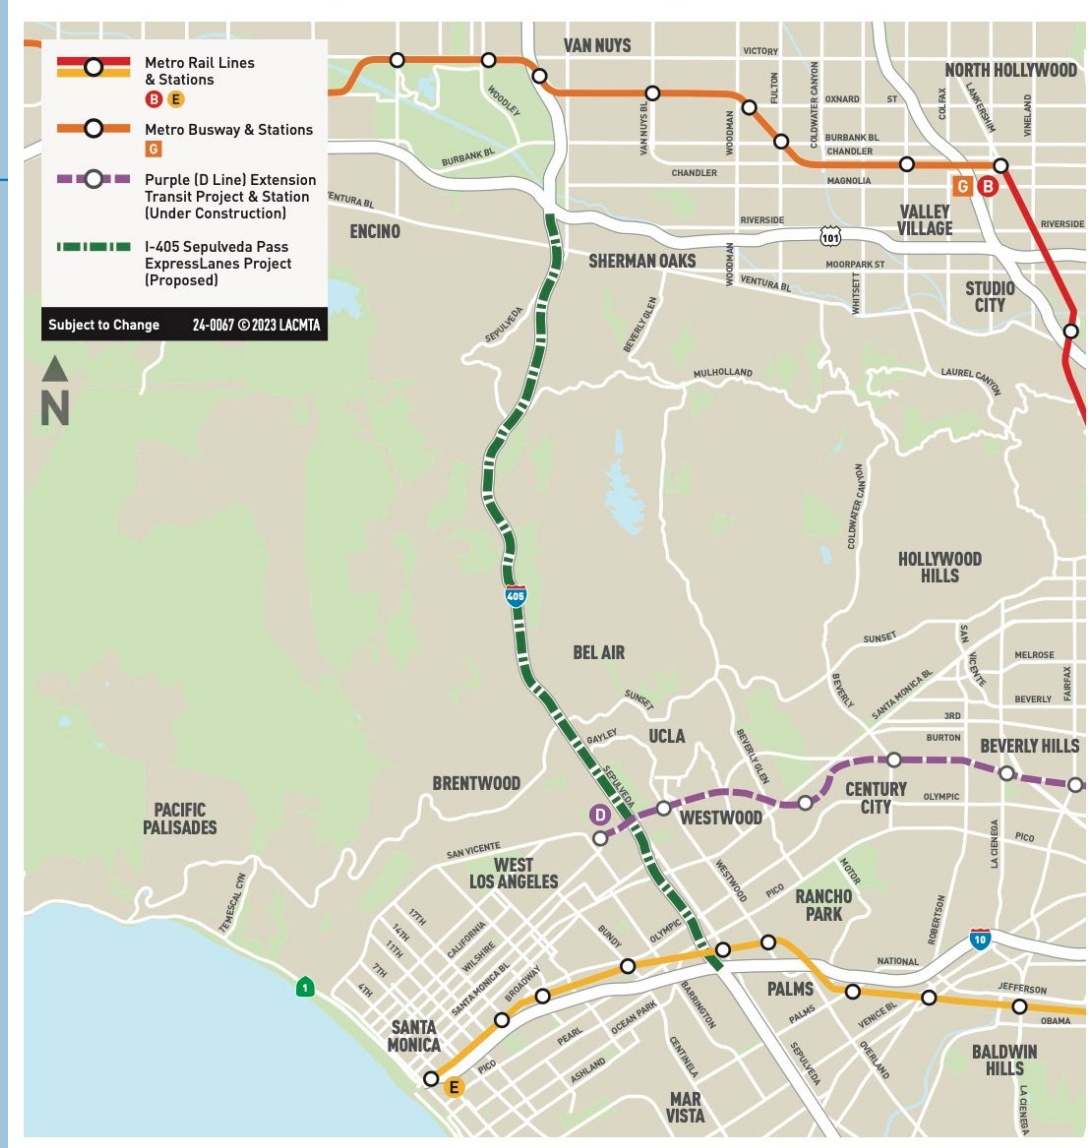 Metro Rail Lines
& Stations
B E
Metro Busway & Stations
G
Purple (D Line) Extension
Transit Project & Station
(Under Construction)
I-405 Sepulveda Pass
ExpressLanes Project
(Proposed)
Subject to Change 24-0067 © 2023 LACMTA
N
VAN NUYS
VICTORY
NORTH HOLLYWOOD
WOODLEY
VAN NUYS BL
WOODMAN
FULTON
COLDWATER CANYON
OXNARD ST
COLFAX
LANKERSHIM
VINELAND
BURBANK BL
BURBANK BL
CHANDLER
CHANDLER
MAGNOLIA
G B
VENTURA BL
ENCINO
RIVERSIDE
VALLEY
VILLAGE
RIVERSIDE
101
SHERMAN OAKS
WOODMAN
MOORPARK ST
VENTURA BL
WHITSETT
STUDIO
CITY
SEPULVEDA
BEVERLY GLEN
MULHOLLAND
LAUREL CANYON
COLDWATER CANYON
HOLLYWOOD
HILLS
405
BEL AIR
SUNSET
SAN
VICENTE
MELROSE
FAIRFAX
BEVERLY
SANTA MONICA BL
BEVERLY
SUNSET
3RD
BURTON
GAYLEY
UCLA
BEVERLY GLEN
BEVERLY HILLS
SEPULVEDA
BRENTWOOD
CENTURY
CITY
OLYMPIC
PACIFIC
PALISADES
D
WESTWOOD
LA CIENEGA
PICO
SAN VICENTE
WEST
LOS ANGELES
WESTWOOD
PICO
MOTOR
RANCHO
PARK
TEMESCAL CYN
17TH
14TH
11TH
7TH
4TH
CALIFORNIA
WILSHIRE
SANTA MONICA BL
BROADWAY
BUNDY
OLYMPIC
ROBERTSON
10
NATIONAL
1
PALMS
JEFFERSON
OBAMA
SANTA
MONICA
BARRINGTON
OCEAN PARK
PEARL
PICO
ASHLAND
CENTINELA
PALMS
VENICE BL
SEPULVEDA
OVERLAND
BALDWIN
HILLS
LA CIENEGA
E
MAR
VISTA